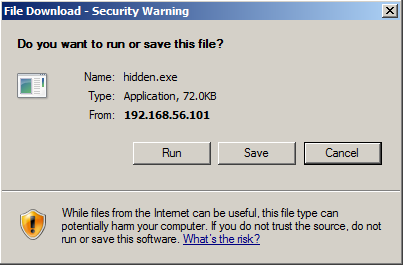 File Download - Security Warning
Do you want to run or save this file?
Name: hidden.exe
Type: Application, 72.0KB
From: 192.168.56.101
Run Save Cancel
While files from the Internet can be useful, this file type can
potentially harm your computer. If you do not trust the source, do not
run or save this software. What's the risk?